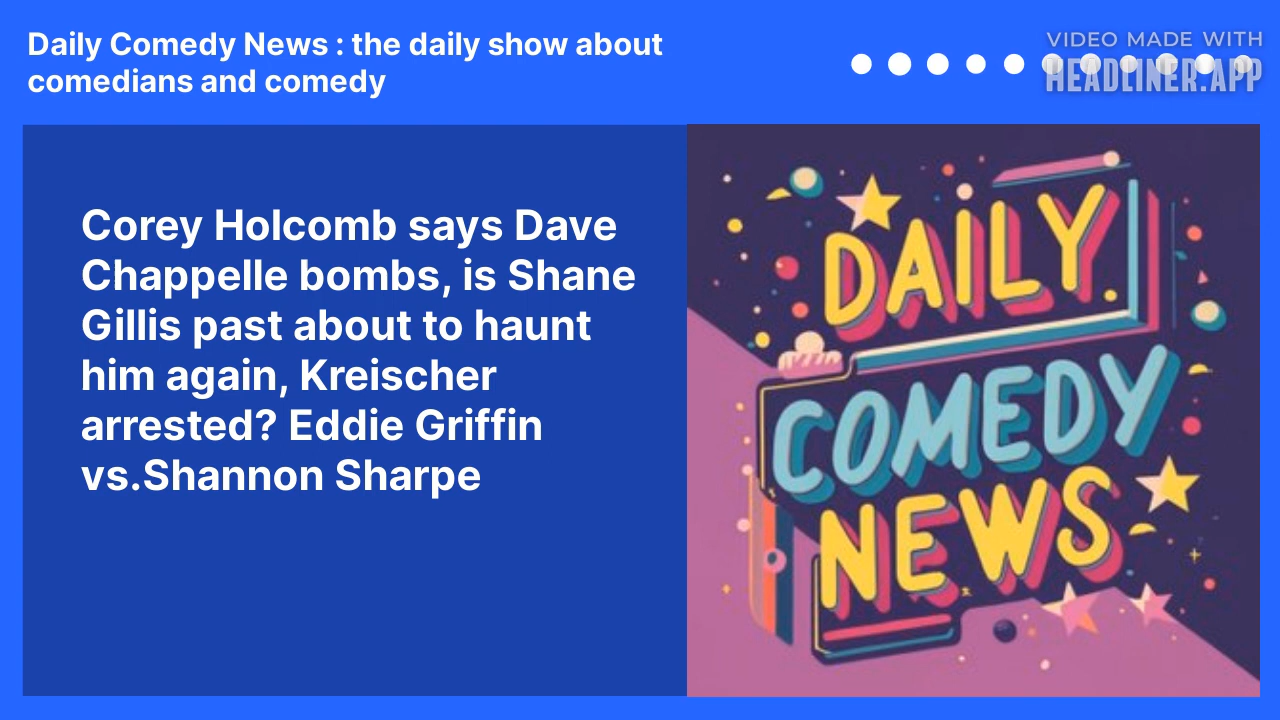 Daily Comedy News : the daily show about
comedians and comedy
VIDEO MADE WITH
HEADLINER.APP
Corey Holcomb says Dave
Chappelle bombs, is Shane
Gillis past about to haunt
him again, Kreischer
arrested? Eddie Griffin
vs.Shannon Sharpe
DAILY
COMEDY
NEWS